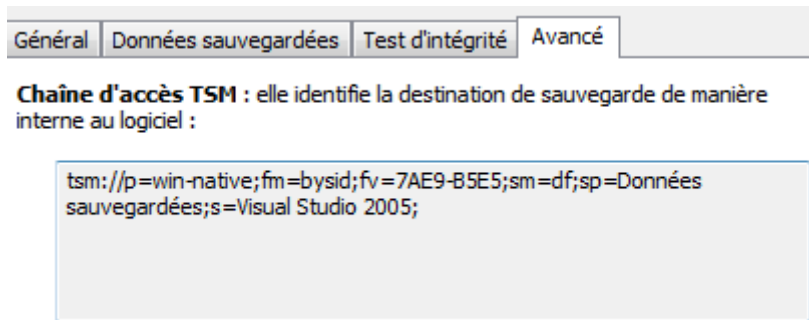 Général Données sauvegardées Test d'intégrité Avancé
Chaîne d'accès TSM : elle identifie la destination de sauvegarde de manière
interne au logiciel :
tsm://p=win-native;fm=bysid;fv=7AE9-B5E5;sm=df;sp=Données
sauvegardées;s=Visual Studio 2005;